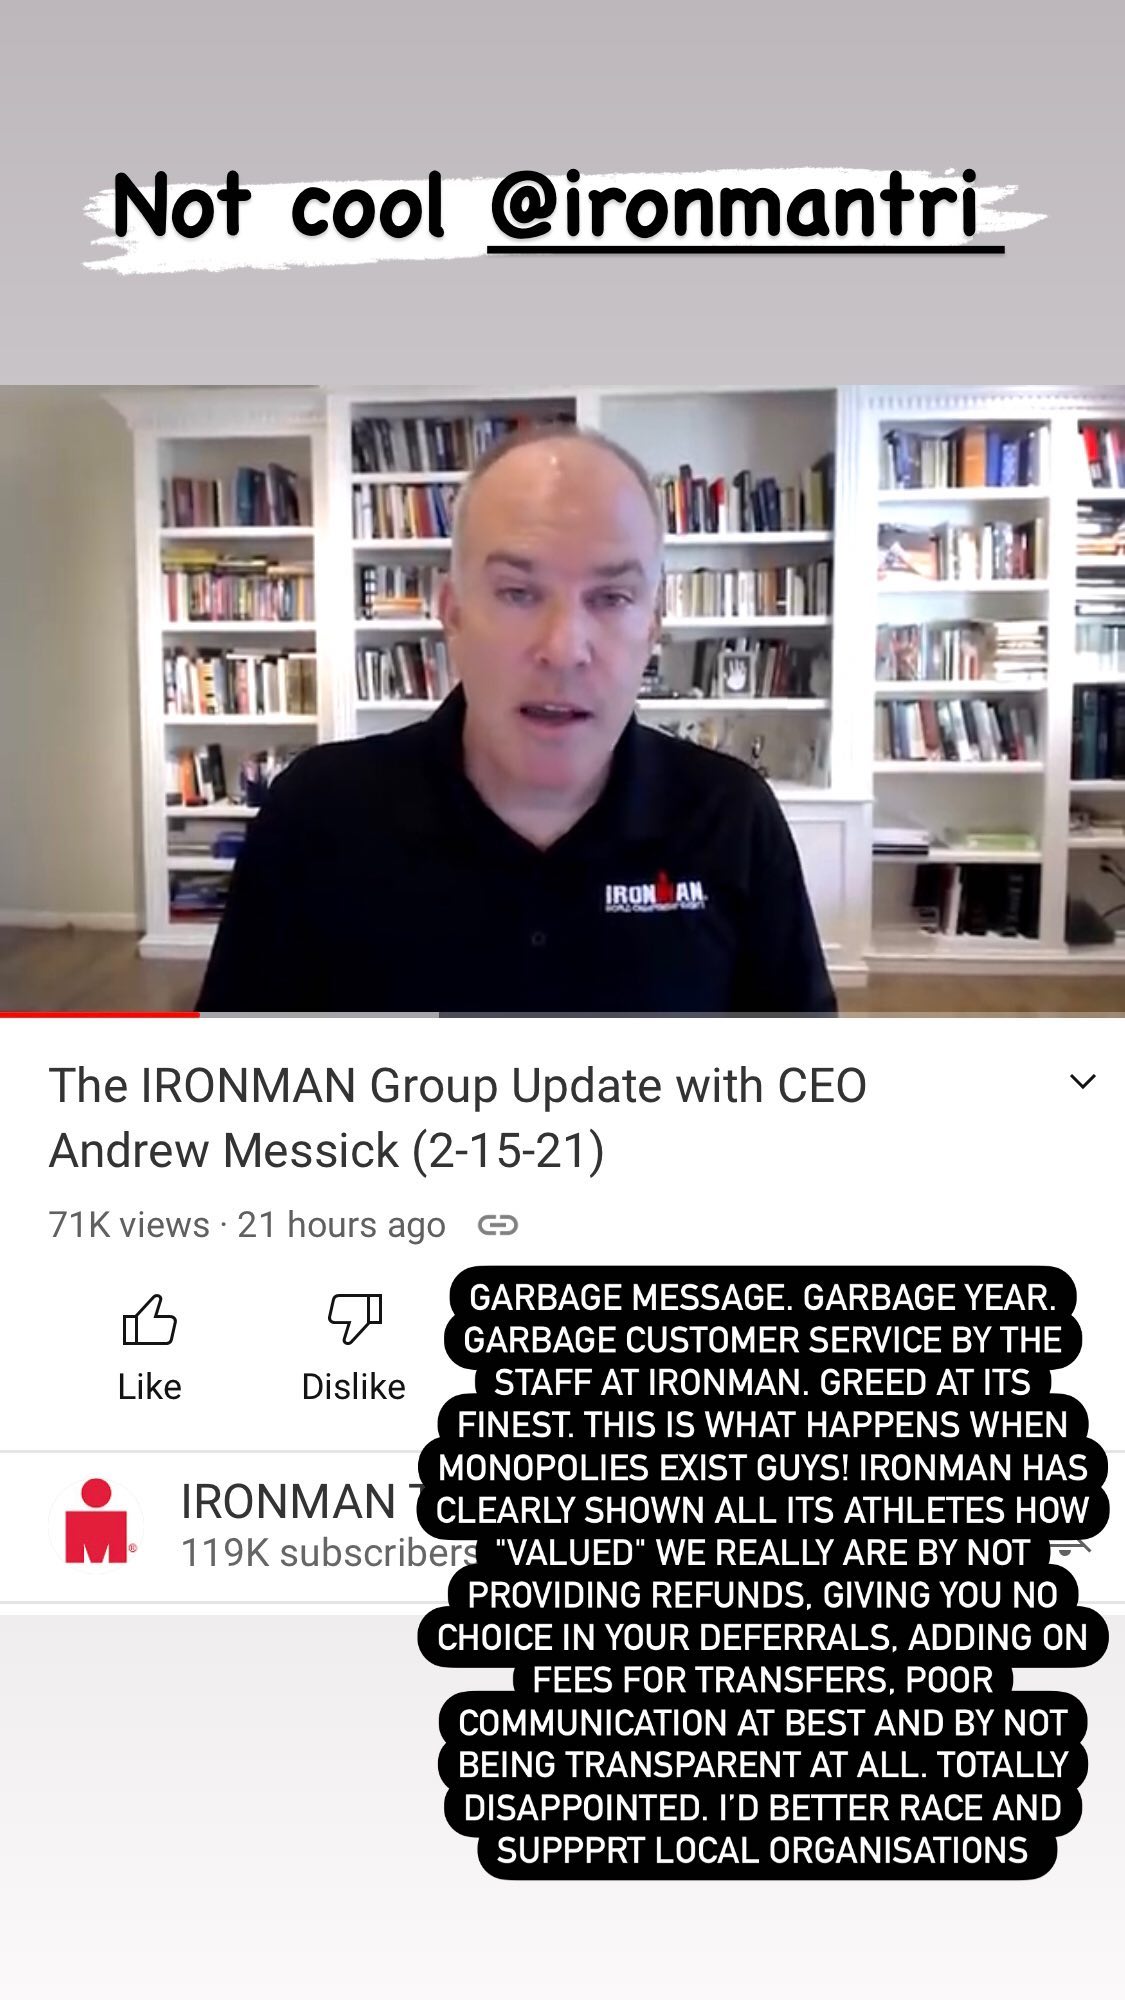 Not cool @ironmantri
IRONMAN
The IRONMAN Group Update with CEO
Andrew Messick (2-15-21)
71K views · 21 hours ago
GARBAGE MESSAGE. GARBAGE YEAR.
GARBAGE CUSTOMER SERVICE BY THE
STAFF AT IRONMAN. GREED AT ITS
FINEST. THIS IS WHAT HAPPENS WHEN
MONOPOLIES EXIST GUYS! IRONMAN HAS
CLEARLY SHOWN ALL ITS ATHLETES HOW
"VALUED" WE REALLY ARE BY NOT
PROVIDING REFUNDS, GIVING YOU NO
CHOICE IN YOUR DEFERRALS, ADDING ON
FEES FOR TRANSFERS, POOR
COMMUNICATION AT BEST AND BY NOT
BEING TRANSPARENT AT ALL. TOTALLY
DISAPPOINTED. I'D BETTER RACE AND
SUPPPRT LOCAL ORGANISATIONS
Like Dislike
IRONMAN
119K subscribers